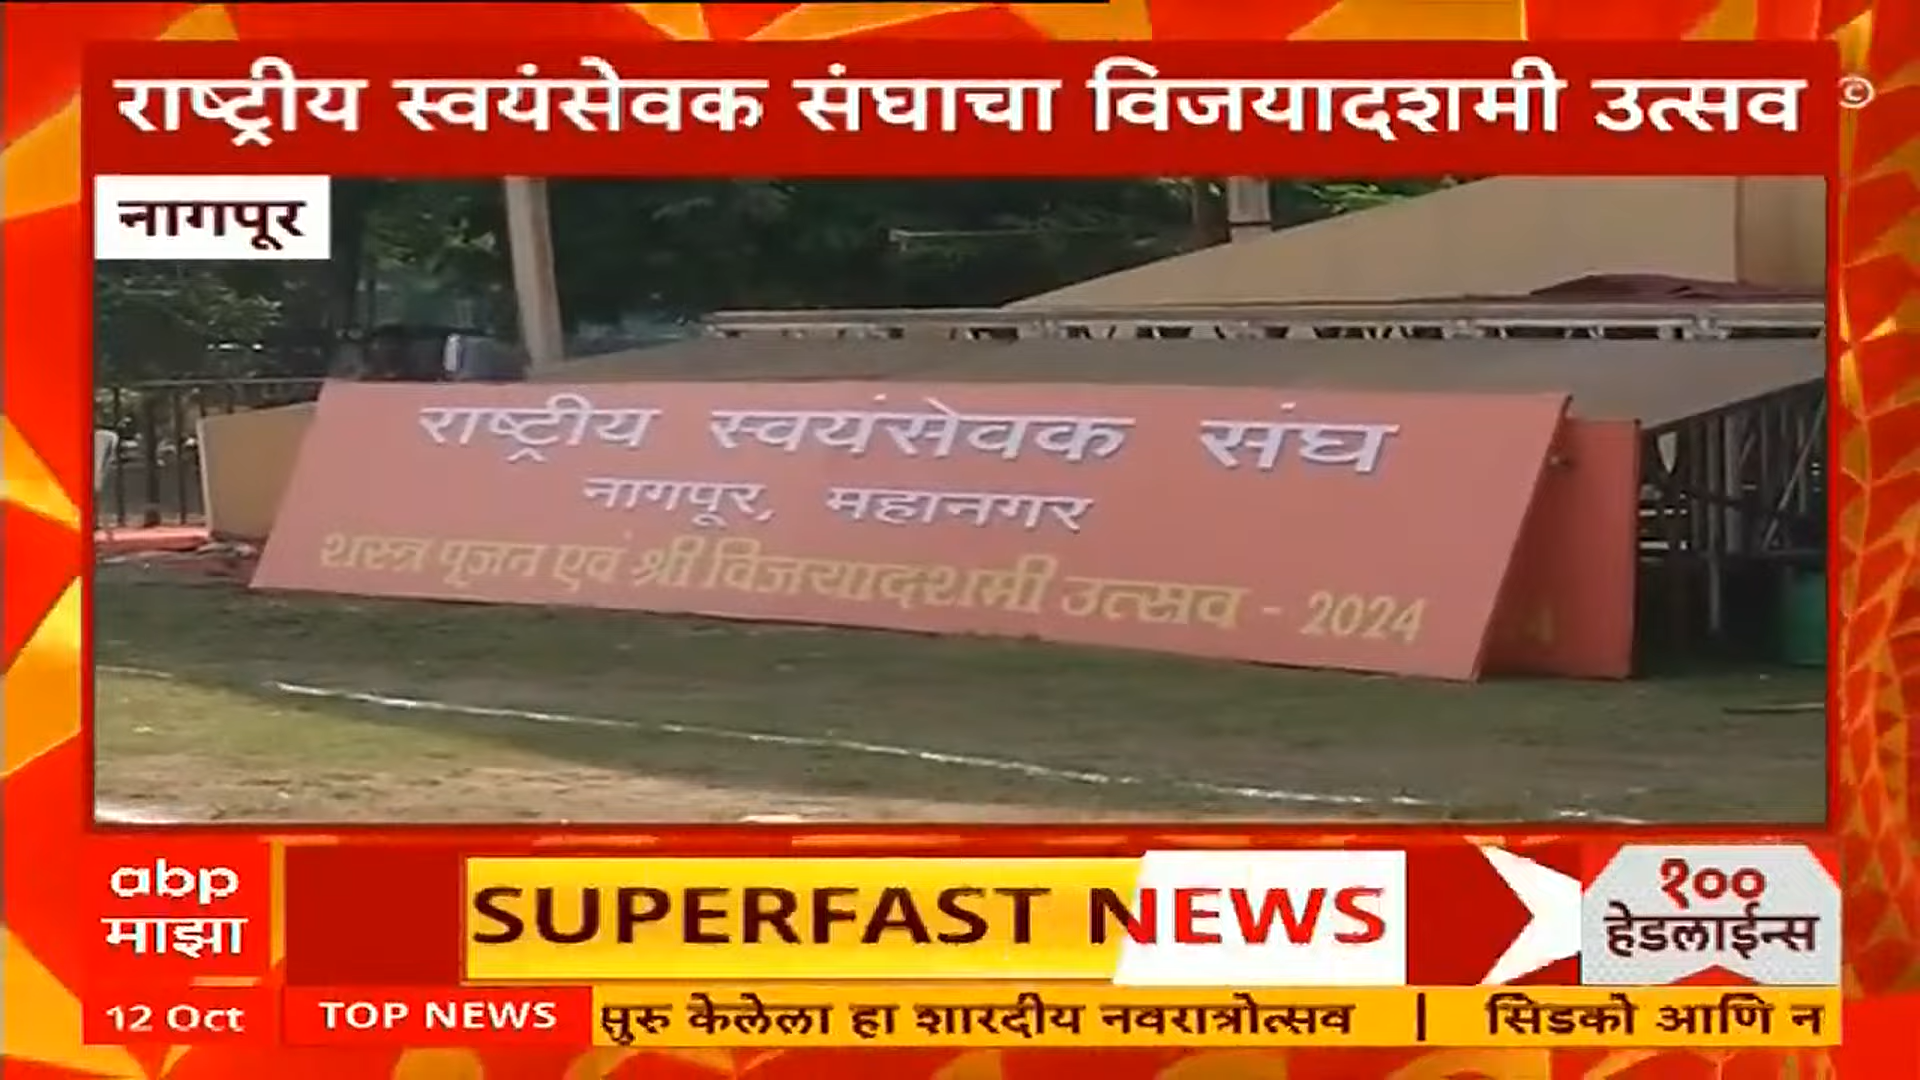 राष्ट्रीय स्वयंसेवक संघाचा विजयादशमी उत्सव
©
नागपूर
राष्ट्रीय स्वयंसेवक संघ
नागपूर, महानगर
शस्त्र पूजन एवं श्री विजयादशमी उत्सव - 2024
abp
माझा
SUPERFAST NEWS
१००
हेडलाईन्स
12 Oct
TOP NEWS
सुरु केलेला हा शारदीय नवरात्रोत्सव | सिडको आणि न